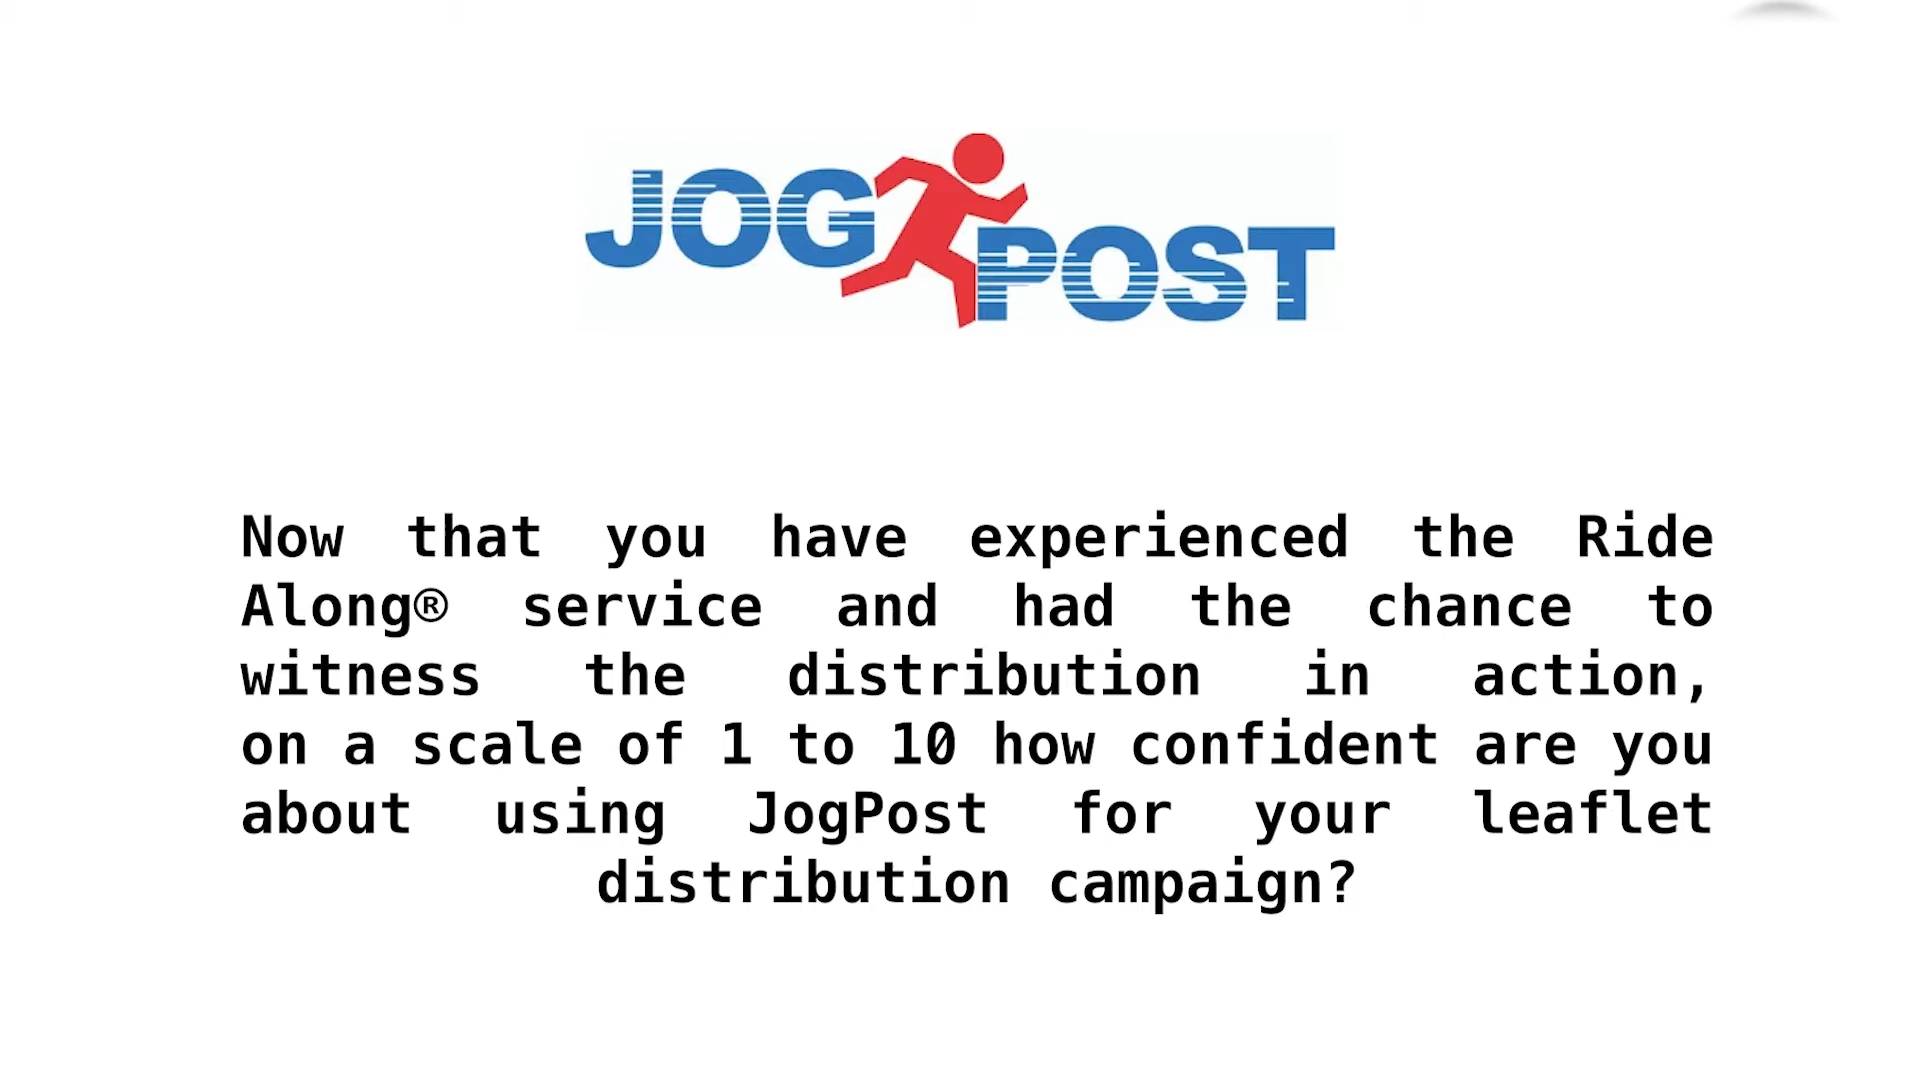 JOG POST
Now that you have experienced the Ride
Along® service and had the chance to
witness the distribution in action,
on a scale of 1 to 10 how confident are you
about using JogPost for your leaflet
distribution campaign?